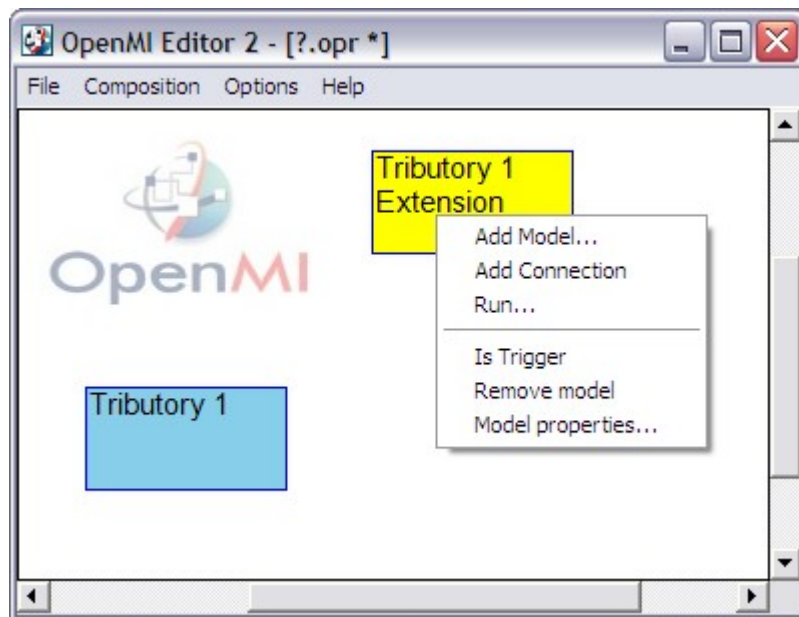 OpenMI Editor 2 - [?.opr *]
File Composition Options Help
OpenMI
Tributory 1
Extension
Add Model...
Add Connection
Run...
Is Trigger
Remove model
Model properties...
Tributory 1